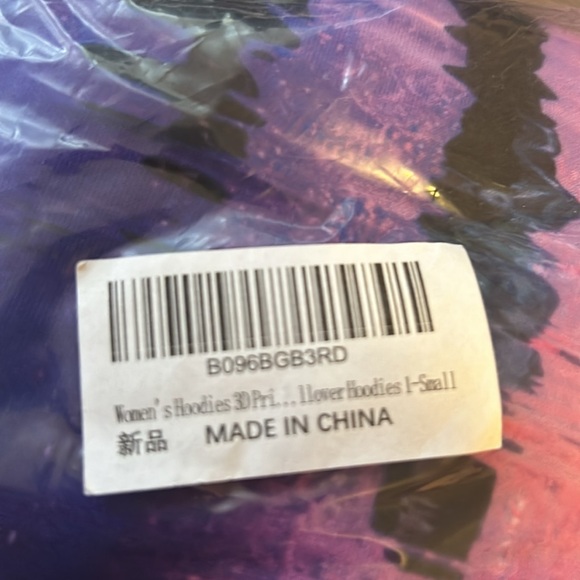 B096BGB3RD
Women's Hoodies 3D Pri...llover Hoodies 1-Small
新品 MADE IN CHINA